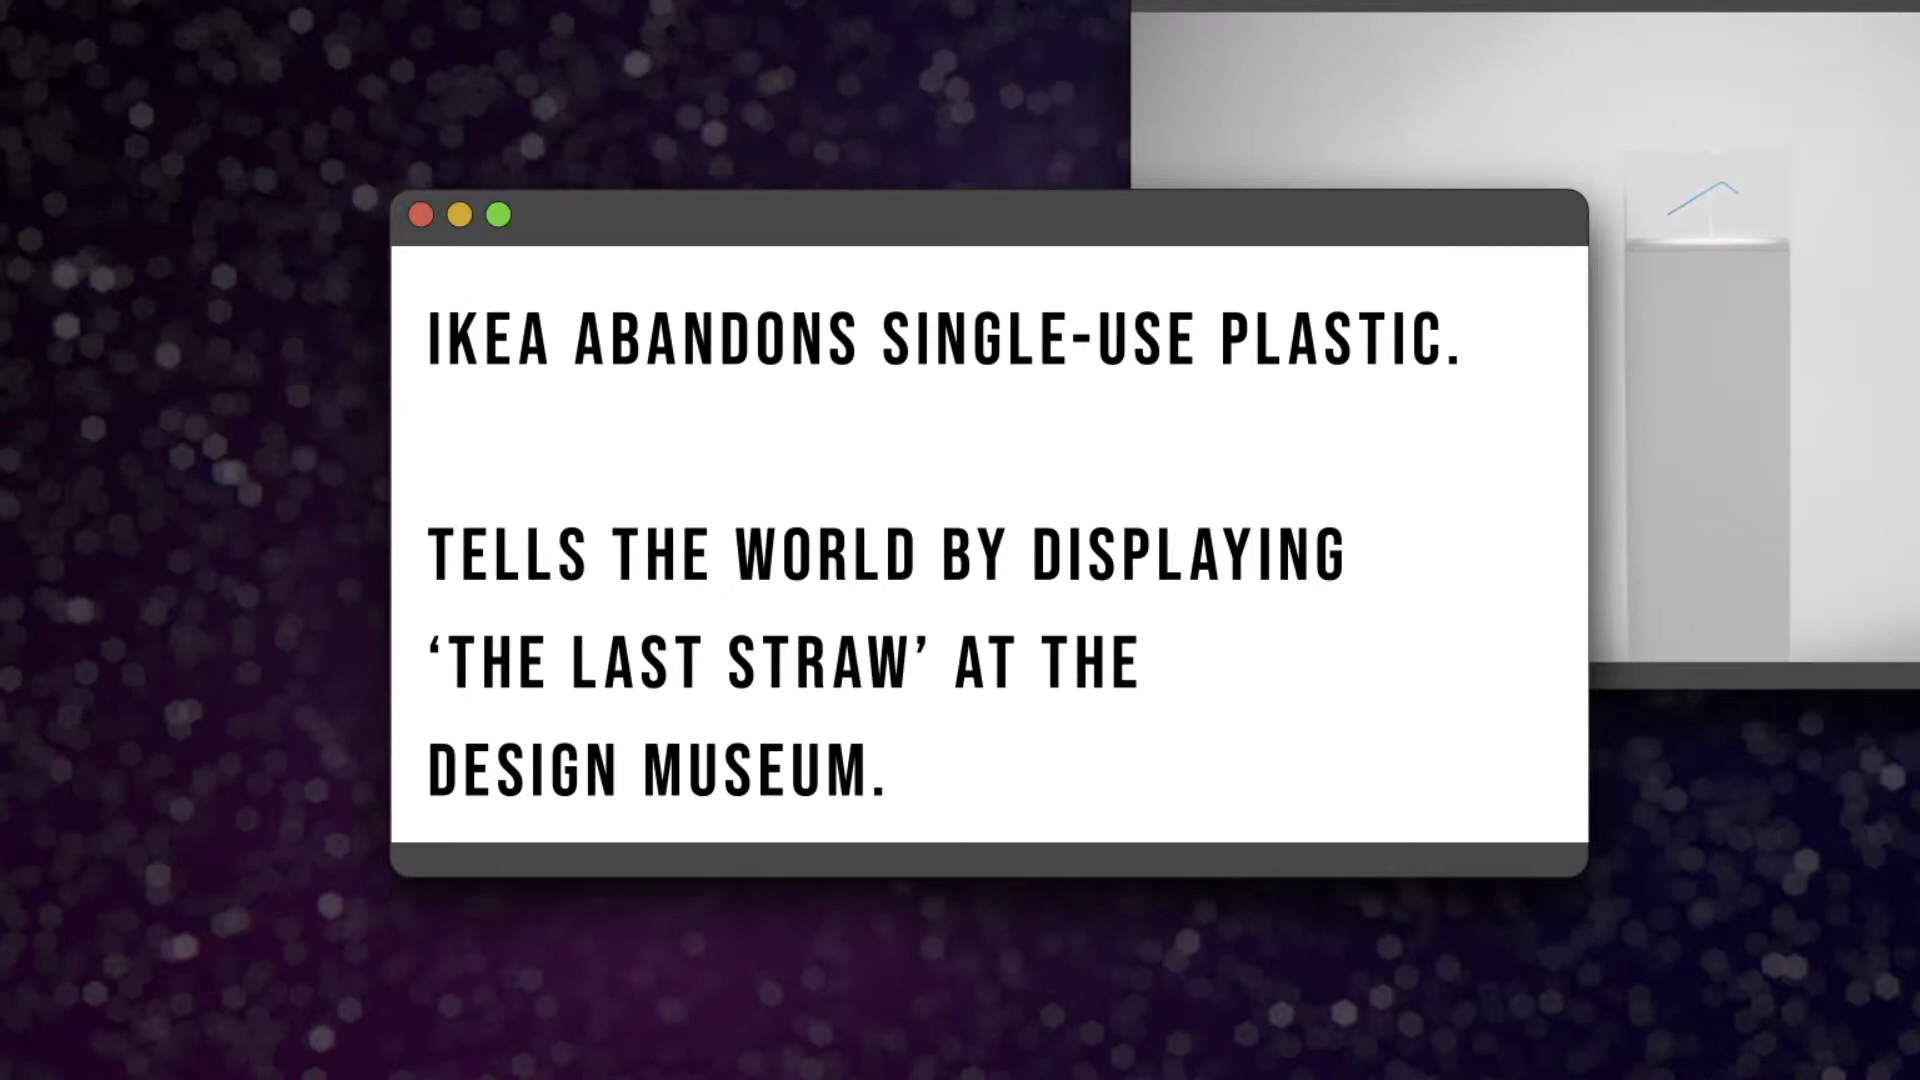 IKEA ABANDONS SINGLE-USE PLASTIC.
TELLS THE WORLD BY DISPLAYING
‘THE LAST STRAW’ AT THE
DESIGN MUSEUM.